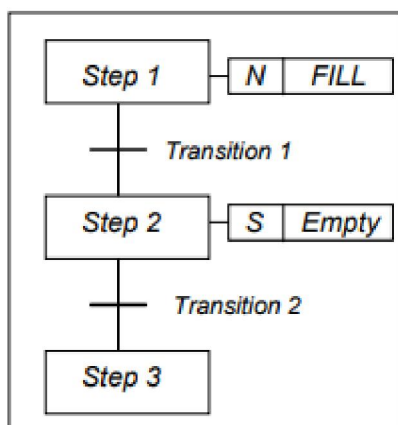 Step 1 N FILL
Transition 1
Step 2 S Empty
Transition 2
Step 3